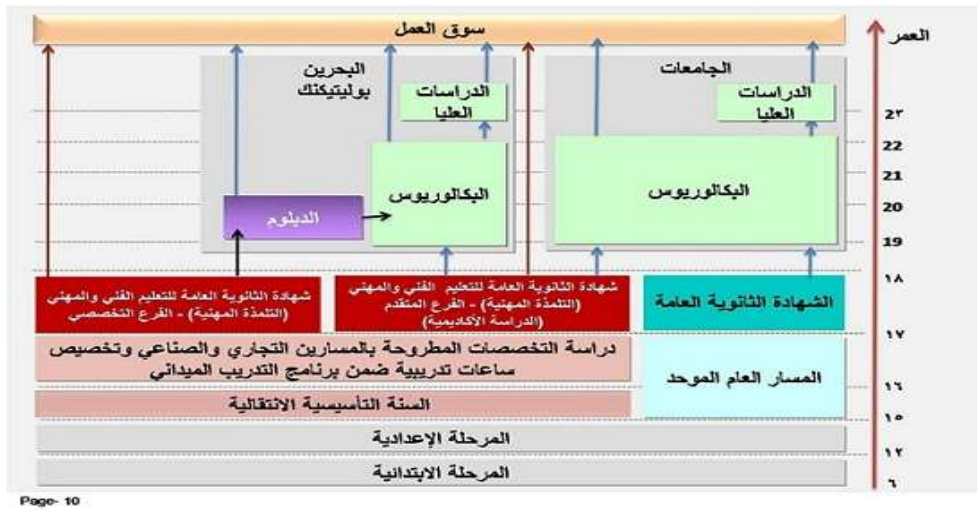 سوق العمل
العمر
البحرين
بوليتيكنك
الجامعات
الدراسات
العليا
الدراسات
العليا
٢٣
22
21
20
19
البكالوريوس
البكالوريوس
الدبلوم
١٨
شهادة الثانوية العامة للتعليم الفني والمهني
(التلمذة المهنية) - الفرع التخصصي
شهادة الثانوية العامة للتعليم الفني والمهني
(التلمذة المهنية) - الفرع المتقدم
(الدراسة الأكاديمية)
الشهادة الثانوية العامة
١٧
دراسة التخصصات المطروحة بالمسارين التجاري والصناعي وتخصيص
ساعات تدريبية ضمن برنامج التدريب الميداني
المسار العام الموحد
١٦
السنة التأسيسية الانتقالية
١٥
المرحلة الإعدادية
١٢
المرحلة الابتدائية
٦
Page- 10